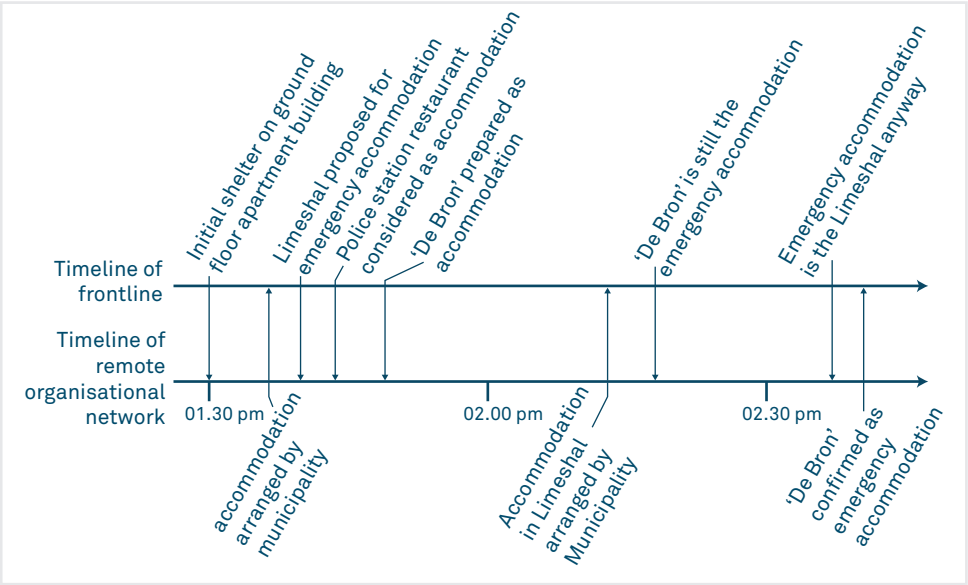 Initial shelter on ground
floor apartment building
Limeshal proposed for
emergency accommodation
Police station restaurant
considered as accommodation
‘De Bron’ prepared as
accommodation
‘De Bron’ is still the
emergency accommodation
Emergency accommodation
is the Limeshal anyway
Timeline of
frontline
Timeline of
remote
organisational
network
01.30 pm
02.00 pm
02.30 pm
accommodation
arranged by
municipality
Accommodation
in Limeshal
arranged by
Municipality
‘De Bron’
confirmed as
emergency
accommodation